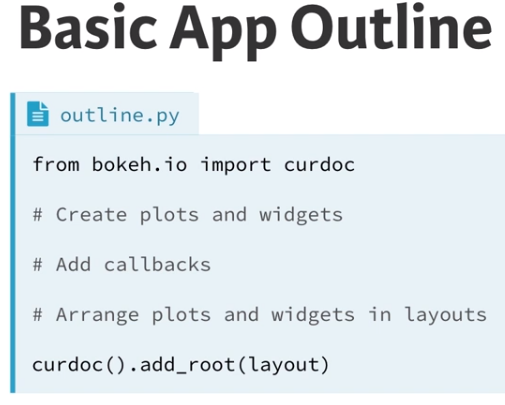 Basic App Outline
outline.py
from bokeh.io import curdoc
# Create plots and widgets
# Add callbacks
# Arrange plots and widgets in layouts
curdoc().add_root(layout)